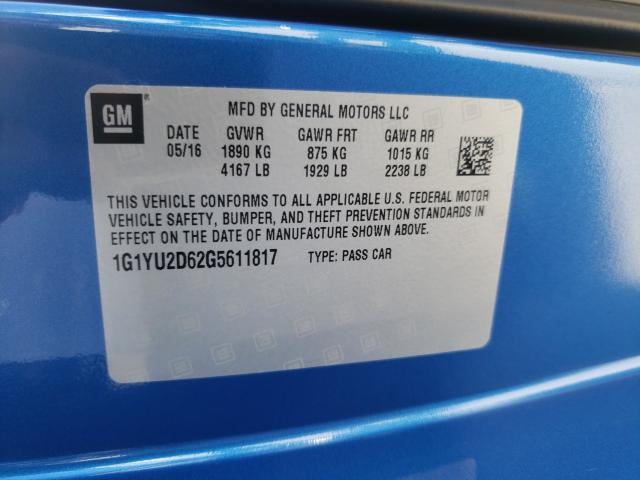 GM®
MFD BY GENERAL MOTORS LLC
DATE GVWR GAWR FRT GAWR RR
05/16 1890 KG 875 KG 1015 KG
4167 LB 1929 LB 2238 LB
THIS VEHICLE CONFORMS TO ALL APPLICABLE U.S. FEDERAL MOTOR
VEHICLE SAFETY, BUMPER, AND THEFT PREVENTION STANDARDS IN
EFFECT ON THE DATE OF MANUFACTURE SHOWN ABOVE.
1G1YU2D62G5611817 TYPE: PASS CAR